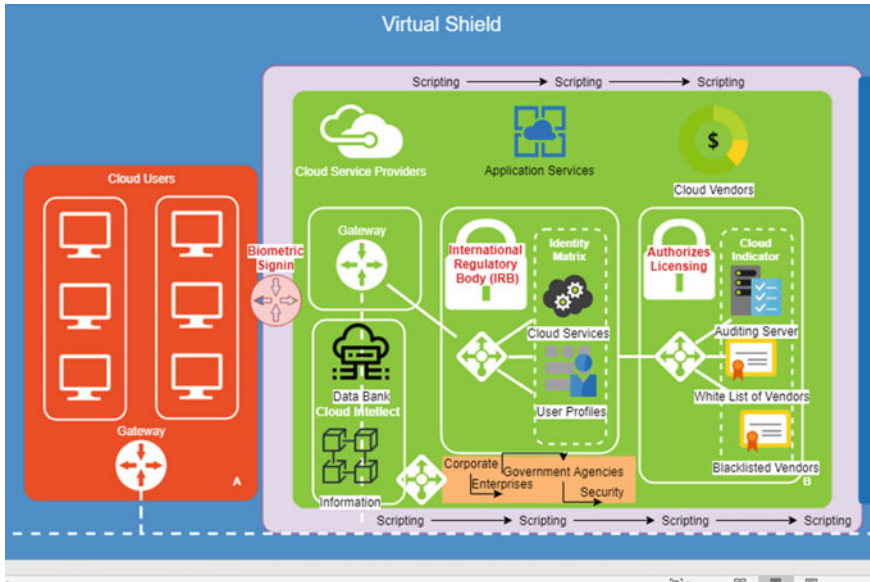 Virtual Shield
Scripting
Scripting
Scripting
Cloud Service Providers
Application Services
$
Cloud Vendors
Cloud Users
Gateway
A
Biometric
Signin
Gateway
Data Bank
Cloud Intellect
Information
International
Regulatory
Body (IRB)
Identity
Matrix
Cloud Services
User Profiles
Authorizes
Licensing
Cloud
Indicator
Auditing Server
White List of Vendors
Blacklisted Vendors
B
Corporate
Enterprises
Government Agencies
Security
Scripting
Scripting
Scripting
Scripting